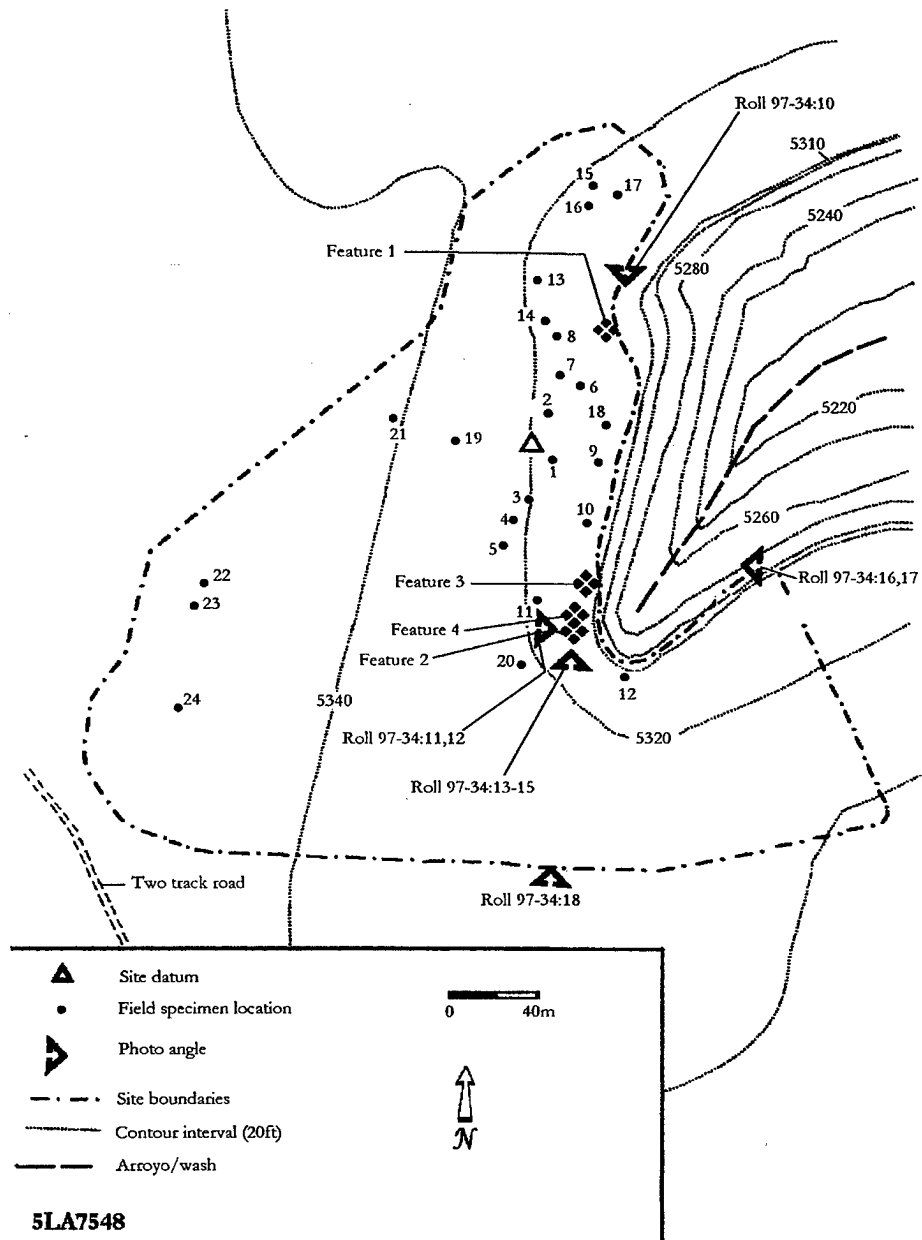 Roll 97-34:10
5310
15
17
16
5240
Feature 1
5280
13
14
8
7
6
2
5220
18
21
19
1
9
3
10
4
5260
5
22
Feature 3
Roll 97-34:16,17
23
11
Feature 4
Feature 2
20
24
5340
12
5320
Roll 97-34:11,12
Roll 97-34:13-15
Two track road
Roll 97-34:18
Site datum
Field specimen location
0 40m
Photo angle
Site boundaries
Contour interval (20ft)
N
Arroyo/wash
5LA7548